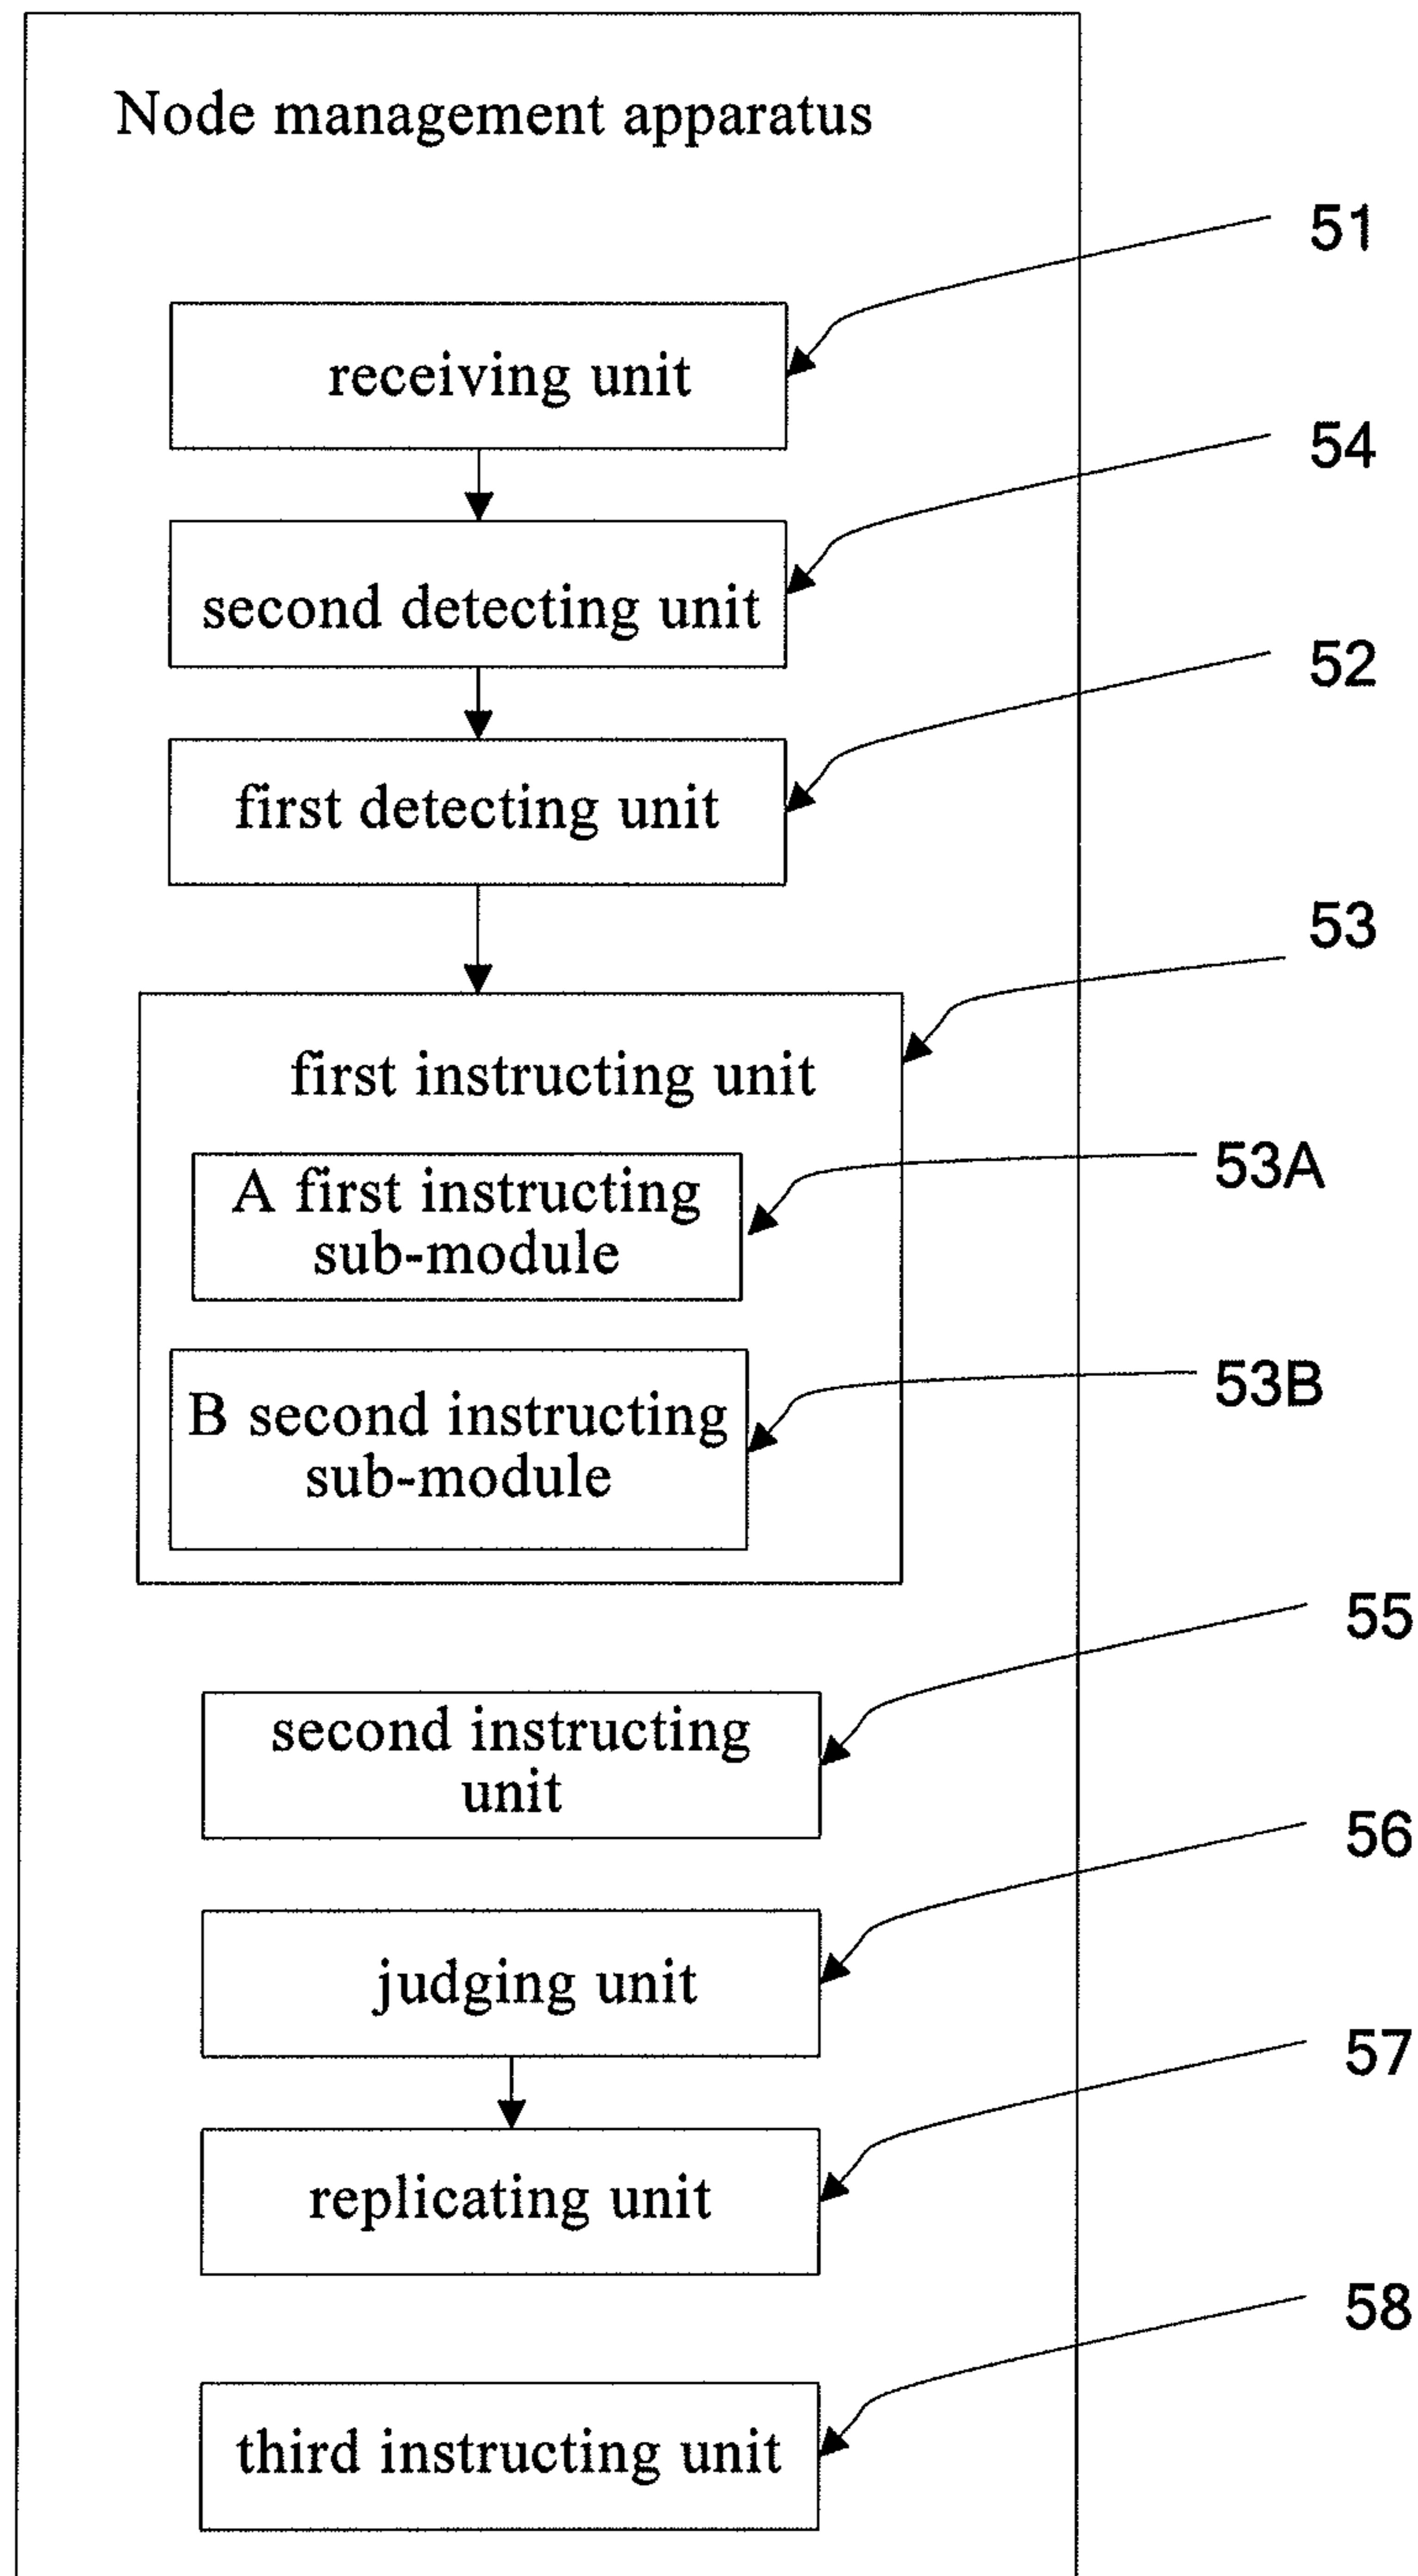 Node management apparatus
51
receiving unit
54
second detecting unit
52
first detecting unit
53
first instructing unit
A first instructing
sub-module
53A
B second instructing
sub-module
53B
55
second instructing
unit
56
judging unit
57
replicating unit
58
third instructing unit